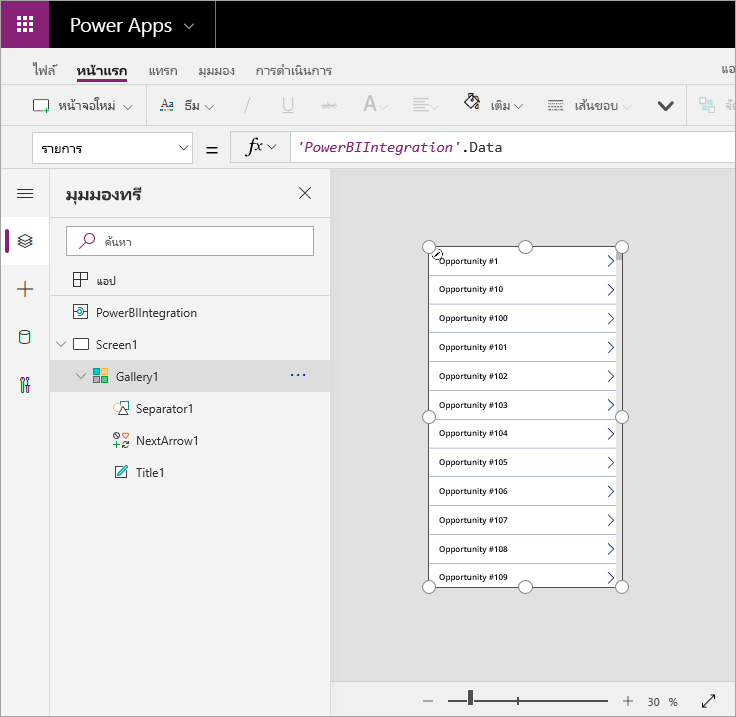 Power Apps
ไฟล์ หน้าแรก แทรก มุมมอง การดำเนินการ
หน้าจอใหม่ ธีม เติม เส้นขอบ
รายการ = fx 'PowerBIIntegration'.Data
มุมมองทรี
ค้นหา
แอป
PowerBIIntegration
Screen1
Gallery1
Separator1
NextArrow1
Title1
Opportunity #1
Opportunity #10
Opportunity #100
Opportunity #101
Opportunity #102
Opportunity #103
Opportunity #104
Opportunity #105
Opportunity #106
Opportunity #107
Opportunity #108
Opportunity #109
30 %